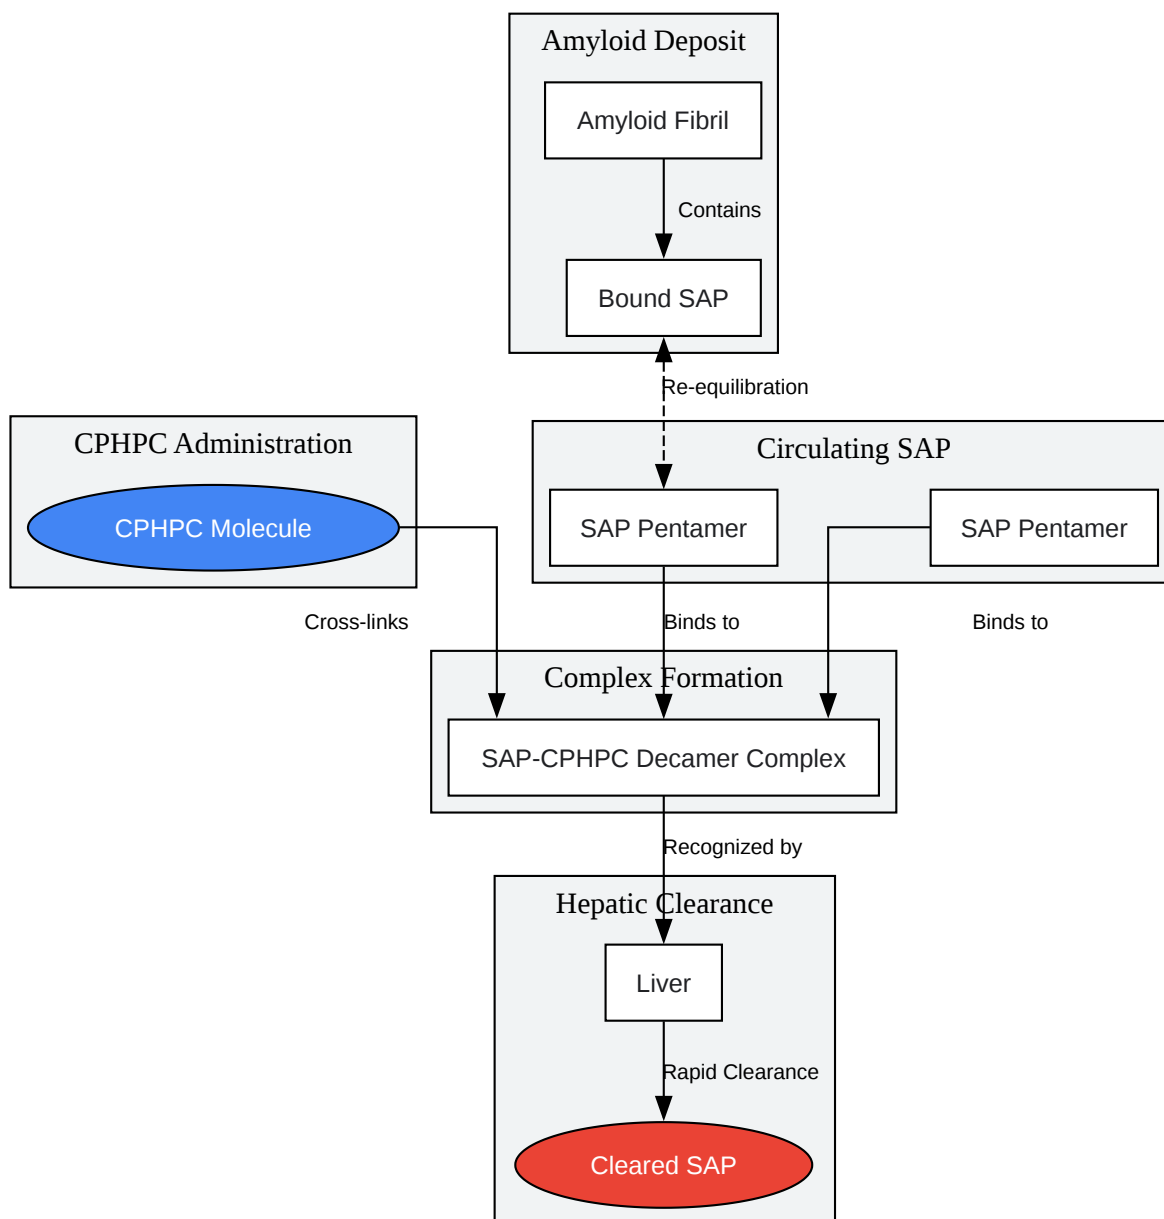 Amyloid Deposit
Amyloid Fibril
Contains
Bound SAP
Re-equilibration
CPHPC Administration
CPHPC Molecule
Circulating SAP
SAP Pentamer
SAP Pentamer
Cross-links
Binds to
Binds to
Complex Formation
SAP-CPHPC Decamer Complex
Recognized by
Hepatic Clearance
Liver
Rapid Clearance
Cleared SAP